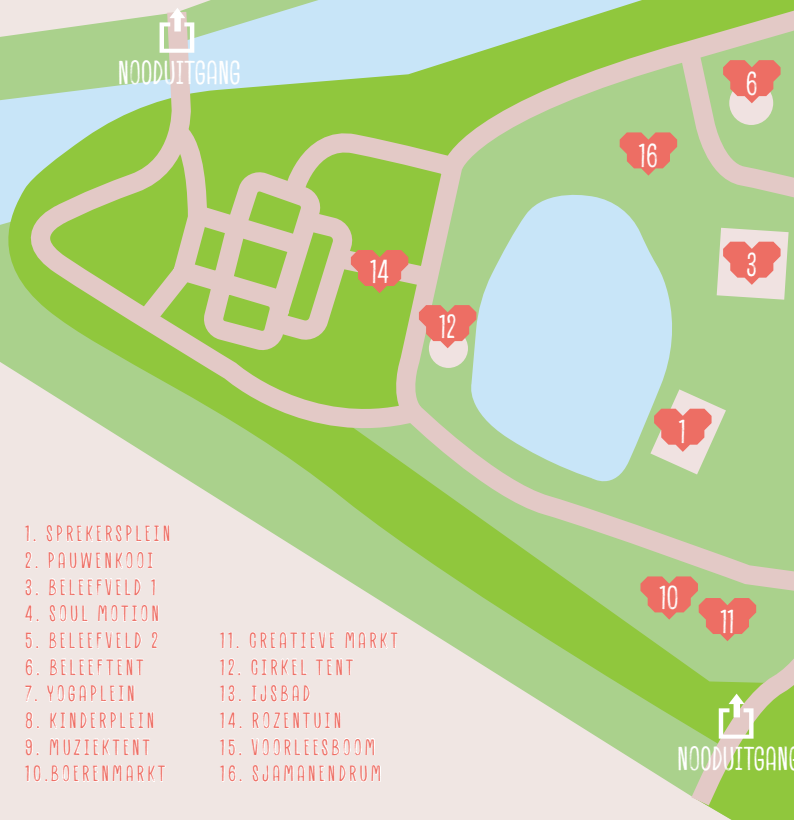 NOODUITGANG
6
16
3
14
12
1
10
11
NOODUITGANG
1. SPREKERSPLEIN
2. PAUWENKOOI
3. BELEEFVELD 1
4. SOUL MOTION
5. BELEEFVELD 2
6. BELEEFTENT
7. YOGAPLEIN
8. KINDERPLEIN
9. MUZIEKTENT
10.BOERENMARKT
11. CREATIEVE MARKT
12. CIRKEL TENT
13. IJSBAD
14. ROZENTUIN
15. VOORLEESBOOM
16. SJAMANENDRUM